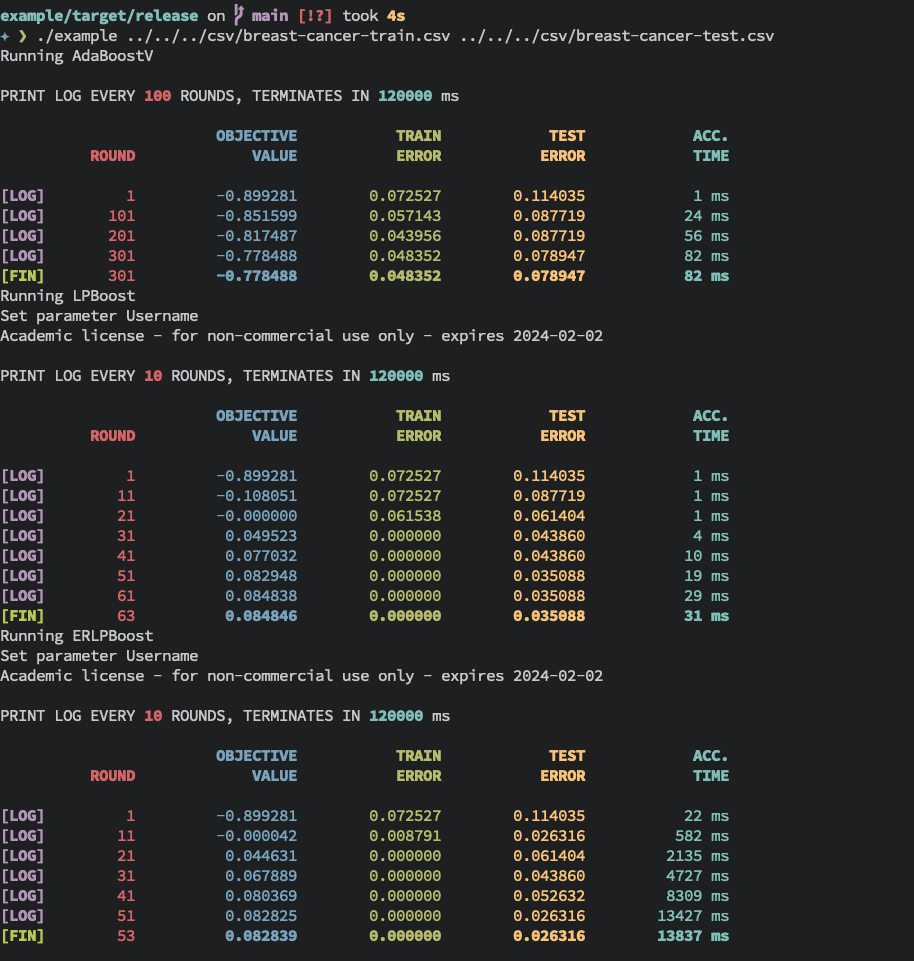 example/target/release on main [!?] took 4s
+ ❯ ./example ../../../csv/breast-cancer-train.csv ../../../csv/breast-cancer-test.csv
Running AdaBoostV
PRINT LOG EVERY 100 ROUNDS, TERMINATES IN 120000 ms
OBJECTIVE TRAIN TEST ACC.
ROUND VALUE ERROR ERROR TIME
[LOG] 1 -0.899281 0.072527 0.114035 1 ms
[LOG] 101 -0.851599 0.057143 0.087719 24 ms
[LOG] 201 -0.817487 0.043956 0.087719 56 ms
[LOG] 301 -0.778488 0.048352 0.078947 82 ms
[FIN] 301 -0.778488 0.048352 0.078947 82 ms
Running LPBoost
Set parameter Username
Academic license - for non-commercial use only - expires 2024-02-02
PRINT LOG EVERY 10 ROUNDS, TERMINATES IN 120000 ms
OBJECTIVE TRAIN TEST ACC.
ROUND VALUE ERROR ERROR TIME
[LOG] 1 -0.899281 0.072527 0.114035 1 ms
[LOG] 11 -0.108051 0.072527 0.087719 1 ms
[LOG] 21 -0.000000 0.061538 0.061404 1 ms
[LOG] 31 0.049523 0.000000 0.043860 4 ms
[LOG] 41 0.077032 0.000000 0.043860 10 ms
[LOG] 51 0.082948 0.000000 0.035088 19 ms
[LOG] 61 0.084838 0.000000 0.035088 29 ms
[FIN] 63 0.084846 0.000000 0.035088 31 ms
Running ERLPBoost
Set parameter Username
Academic license - for non-commercial use only - expires 2024-02-02
PRINT LOG EVERY 10 ROUNDS, TERMINATES IN 120000 ms
OBJECTIVE TRAIN TEST ACC.
ROUND VALUE ERROR ERROR TIME
[LOG] 1 -0.899281 0.072527 0.114035 22 ms
[LOG] 11 -0.000042 0.008791 0.026316 582 ms
[LOG] 21 0.044631 0.000000 0.061404 2135 ms
[LOG] 31 0.067889 0.000000 0.043860 4727 ms
[LOG] 41 0.080369 0.000000 0.052632 8309 ms
[LOG] 51 0.082825 0.000000 0.026316 13427 ms
[FIN] 53 0.082839 0.000000 0.026316 13837 ms